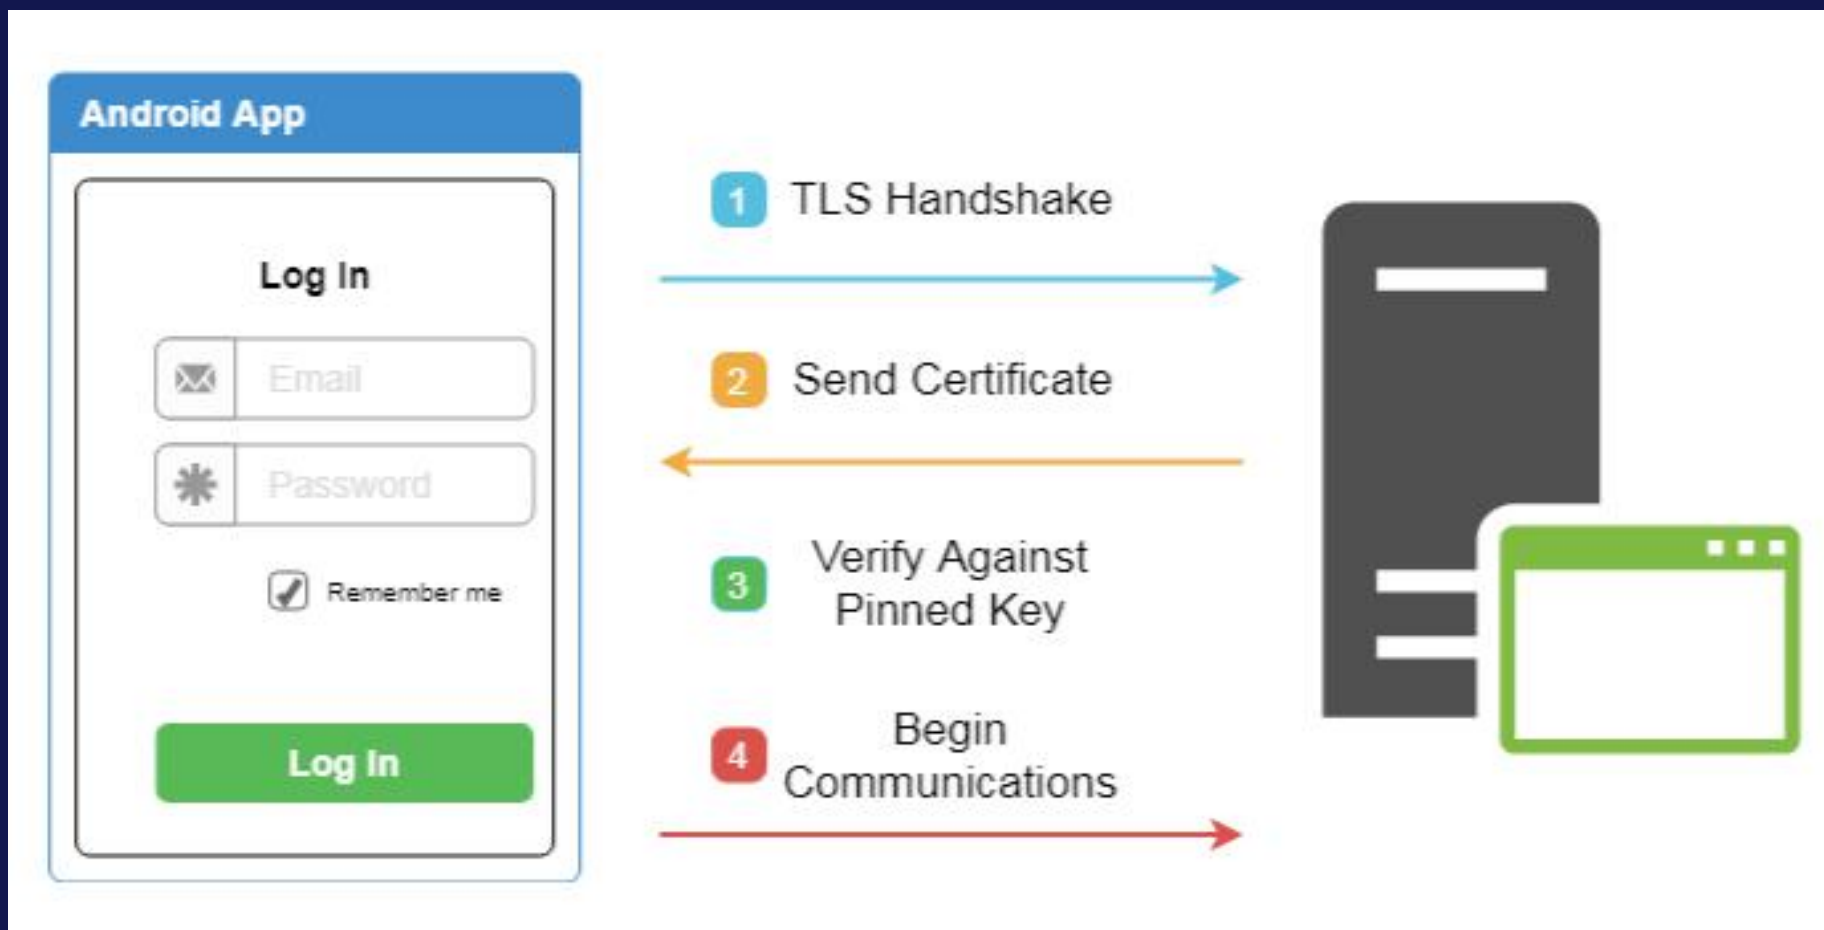 Android App
Log In
Email
Password
Remember me
Log In
1 TLS Handshake
2 Send Certificate
3 Verify Against
Pinned Key
4 Begin
Communications